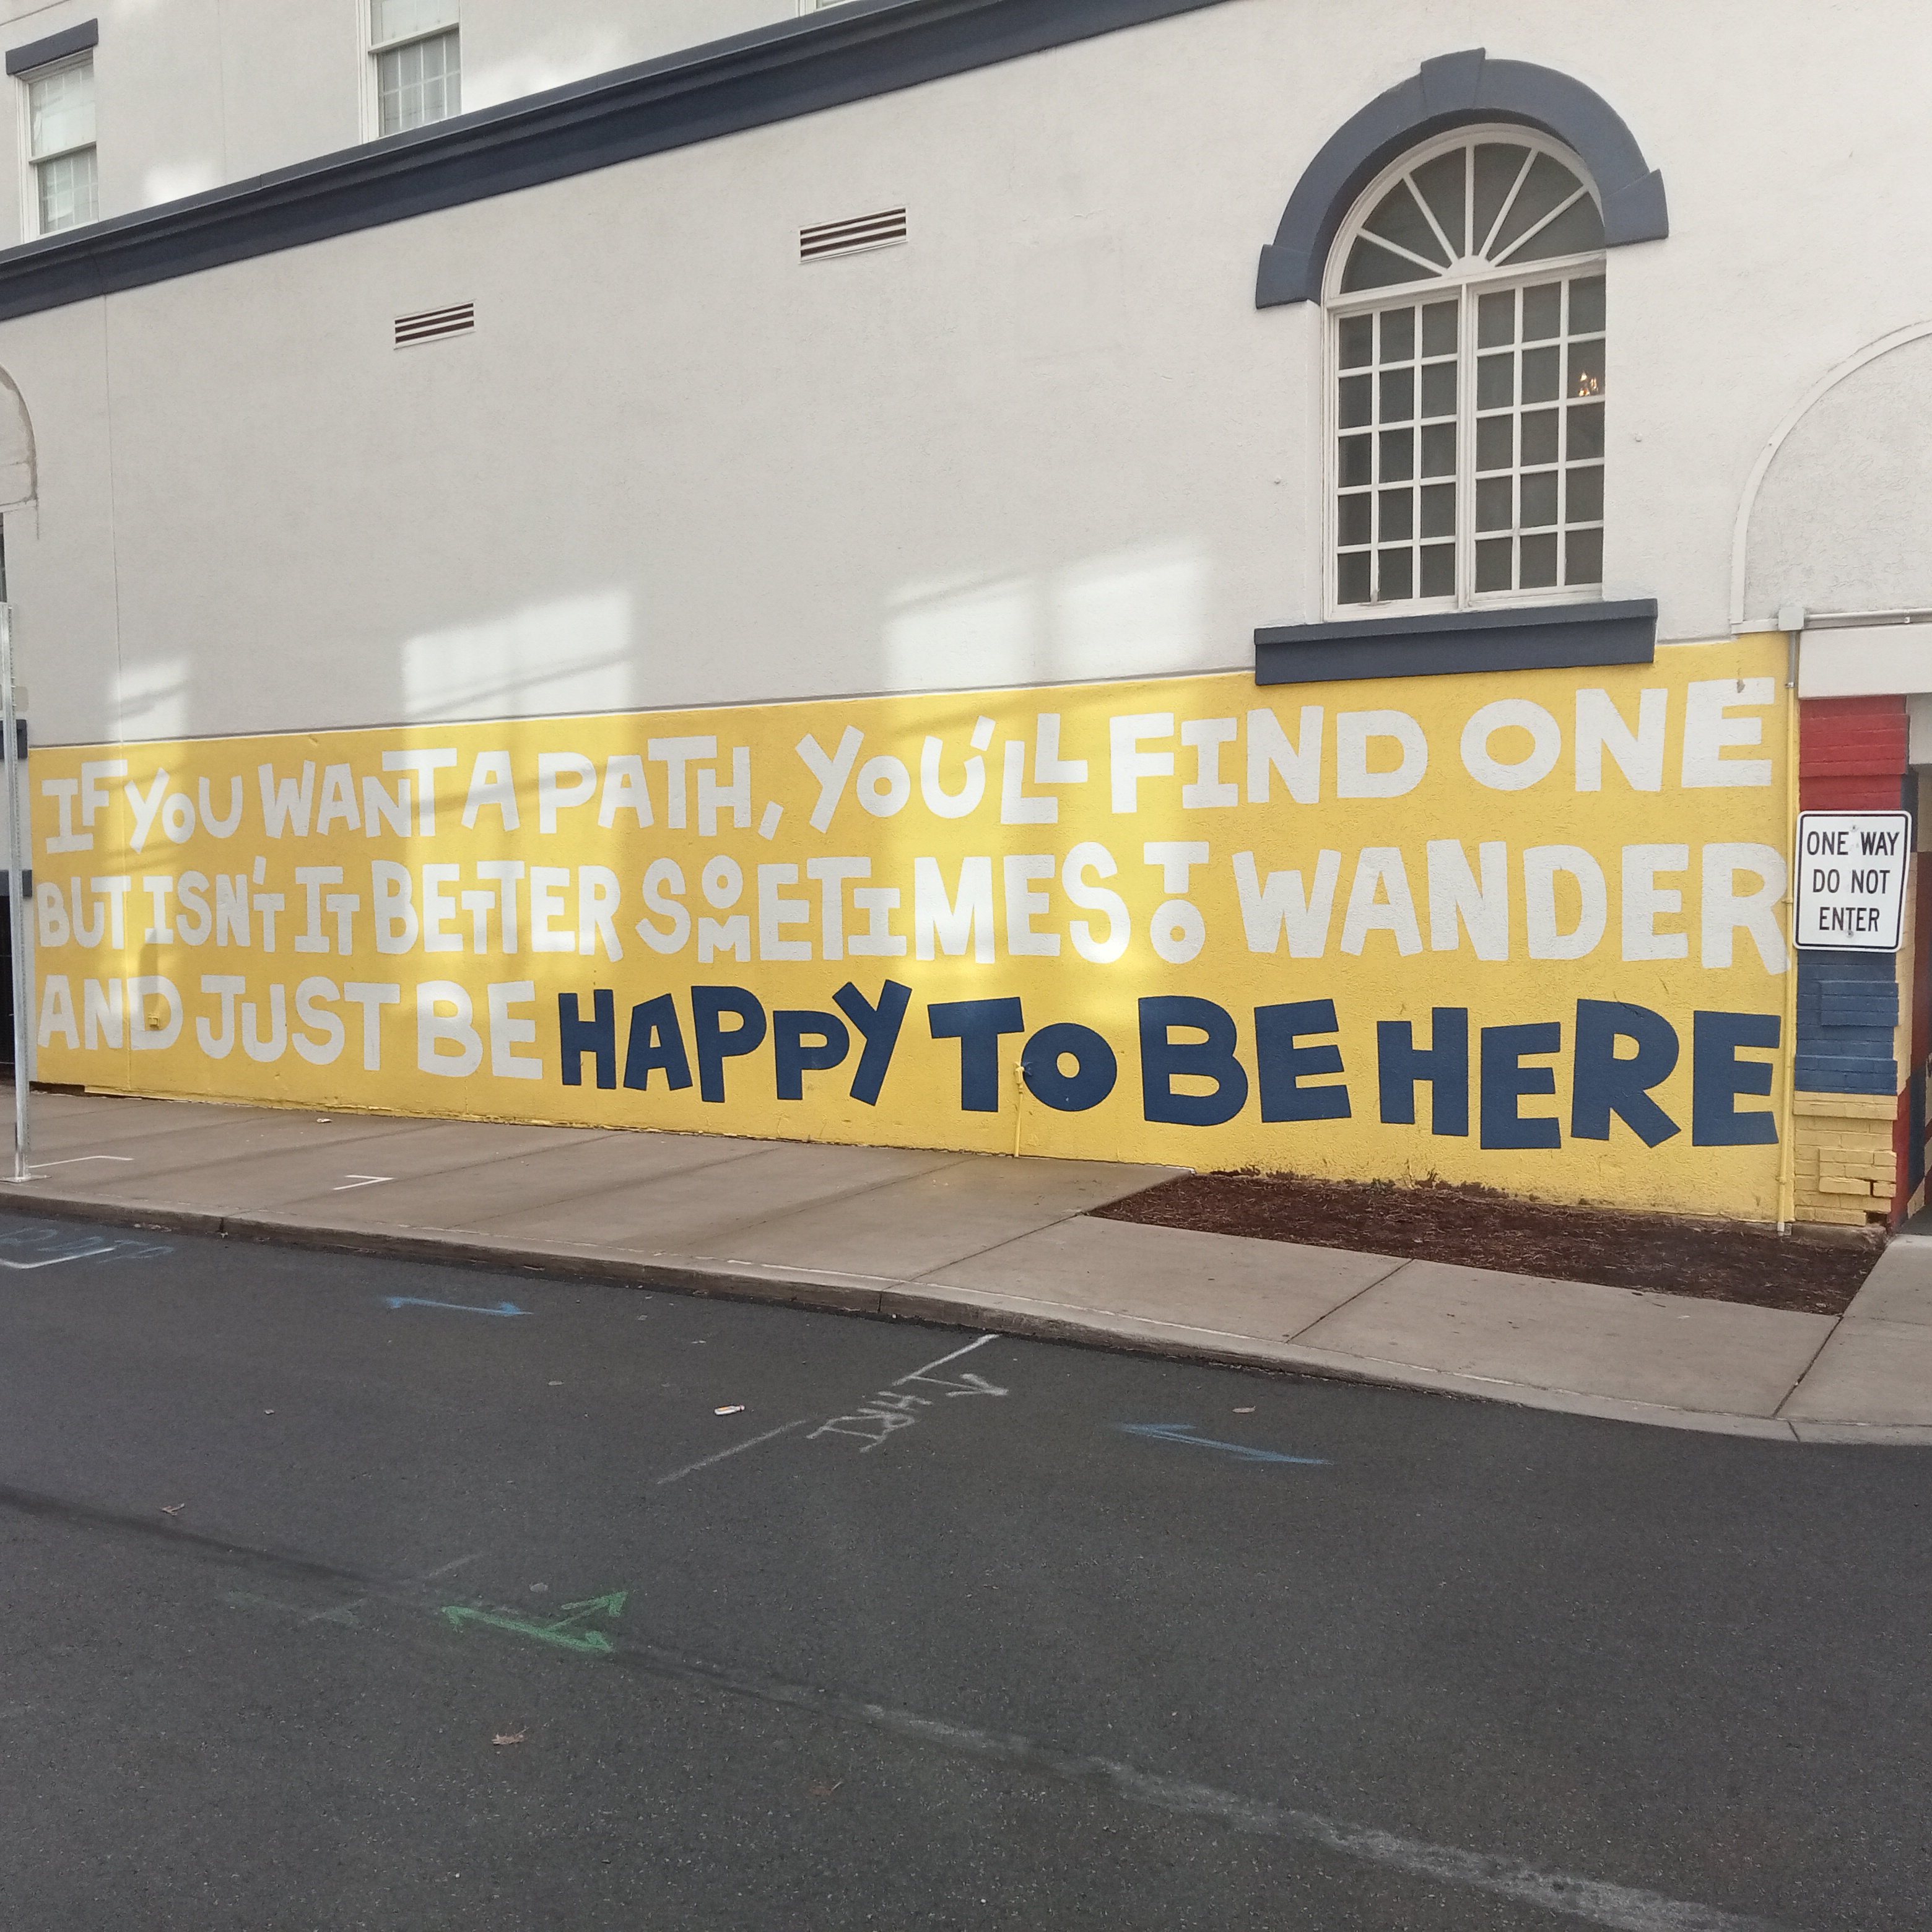 IF YOU WANT A PATH, YOU'LL FIND ONE
BUT ISN'T IT BETTER SOMETIMES TO WANDER
AND JUST BE HAPPY TO BE HERE
ONE WAY
DO NOT
ENTER